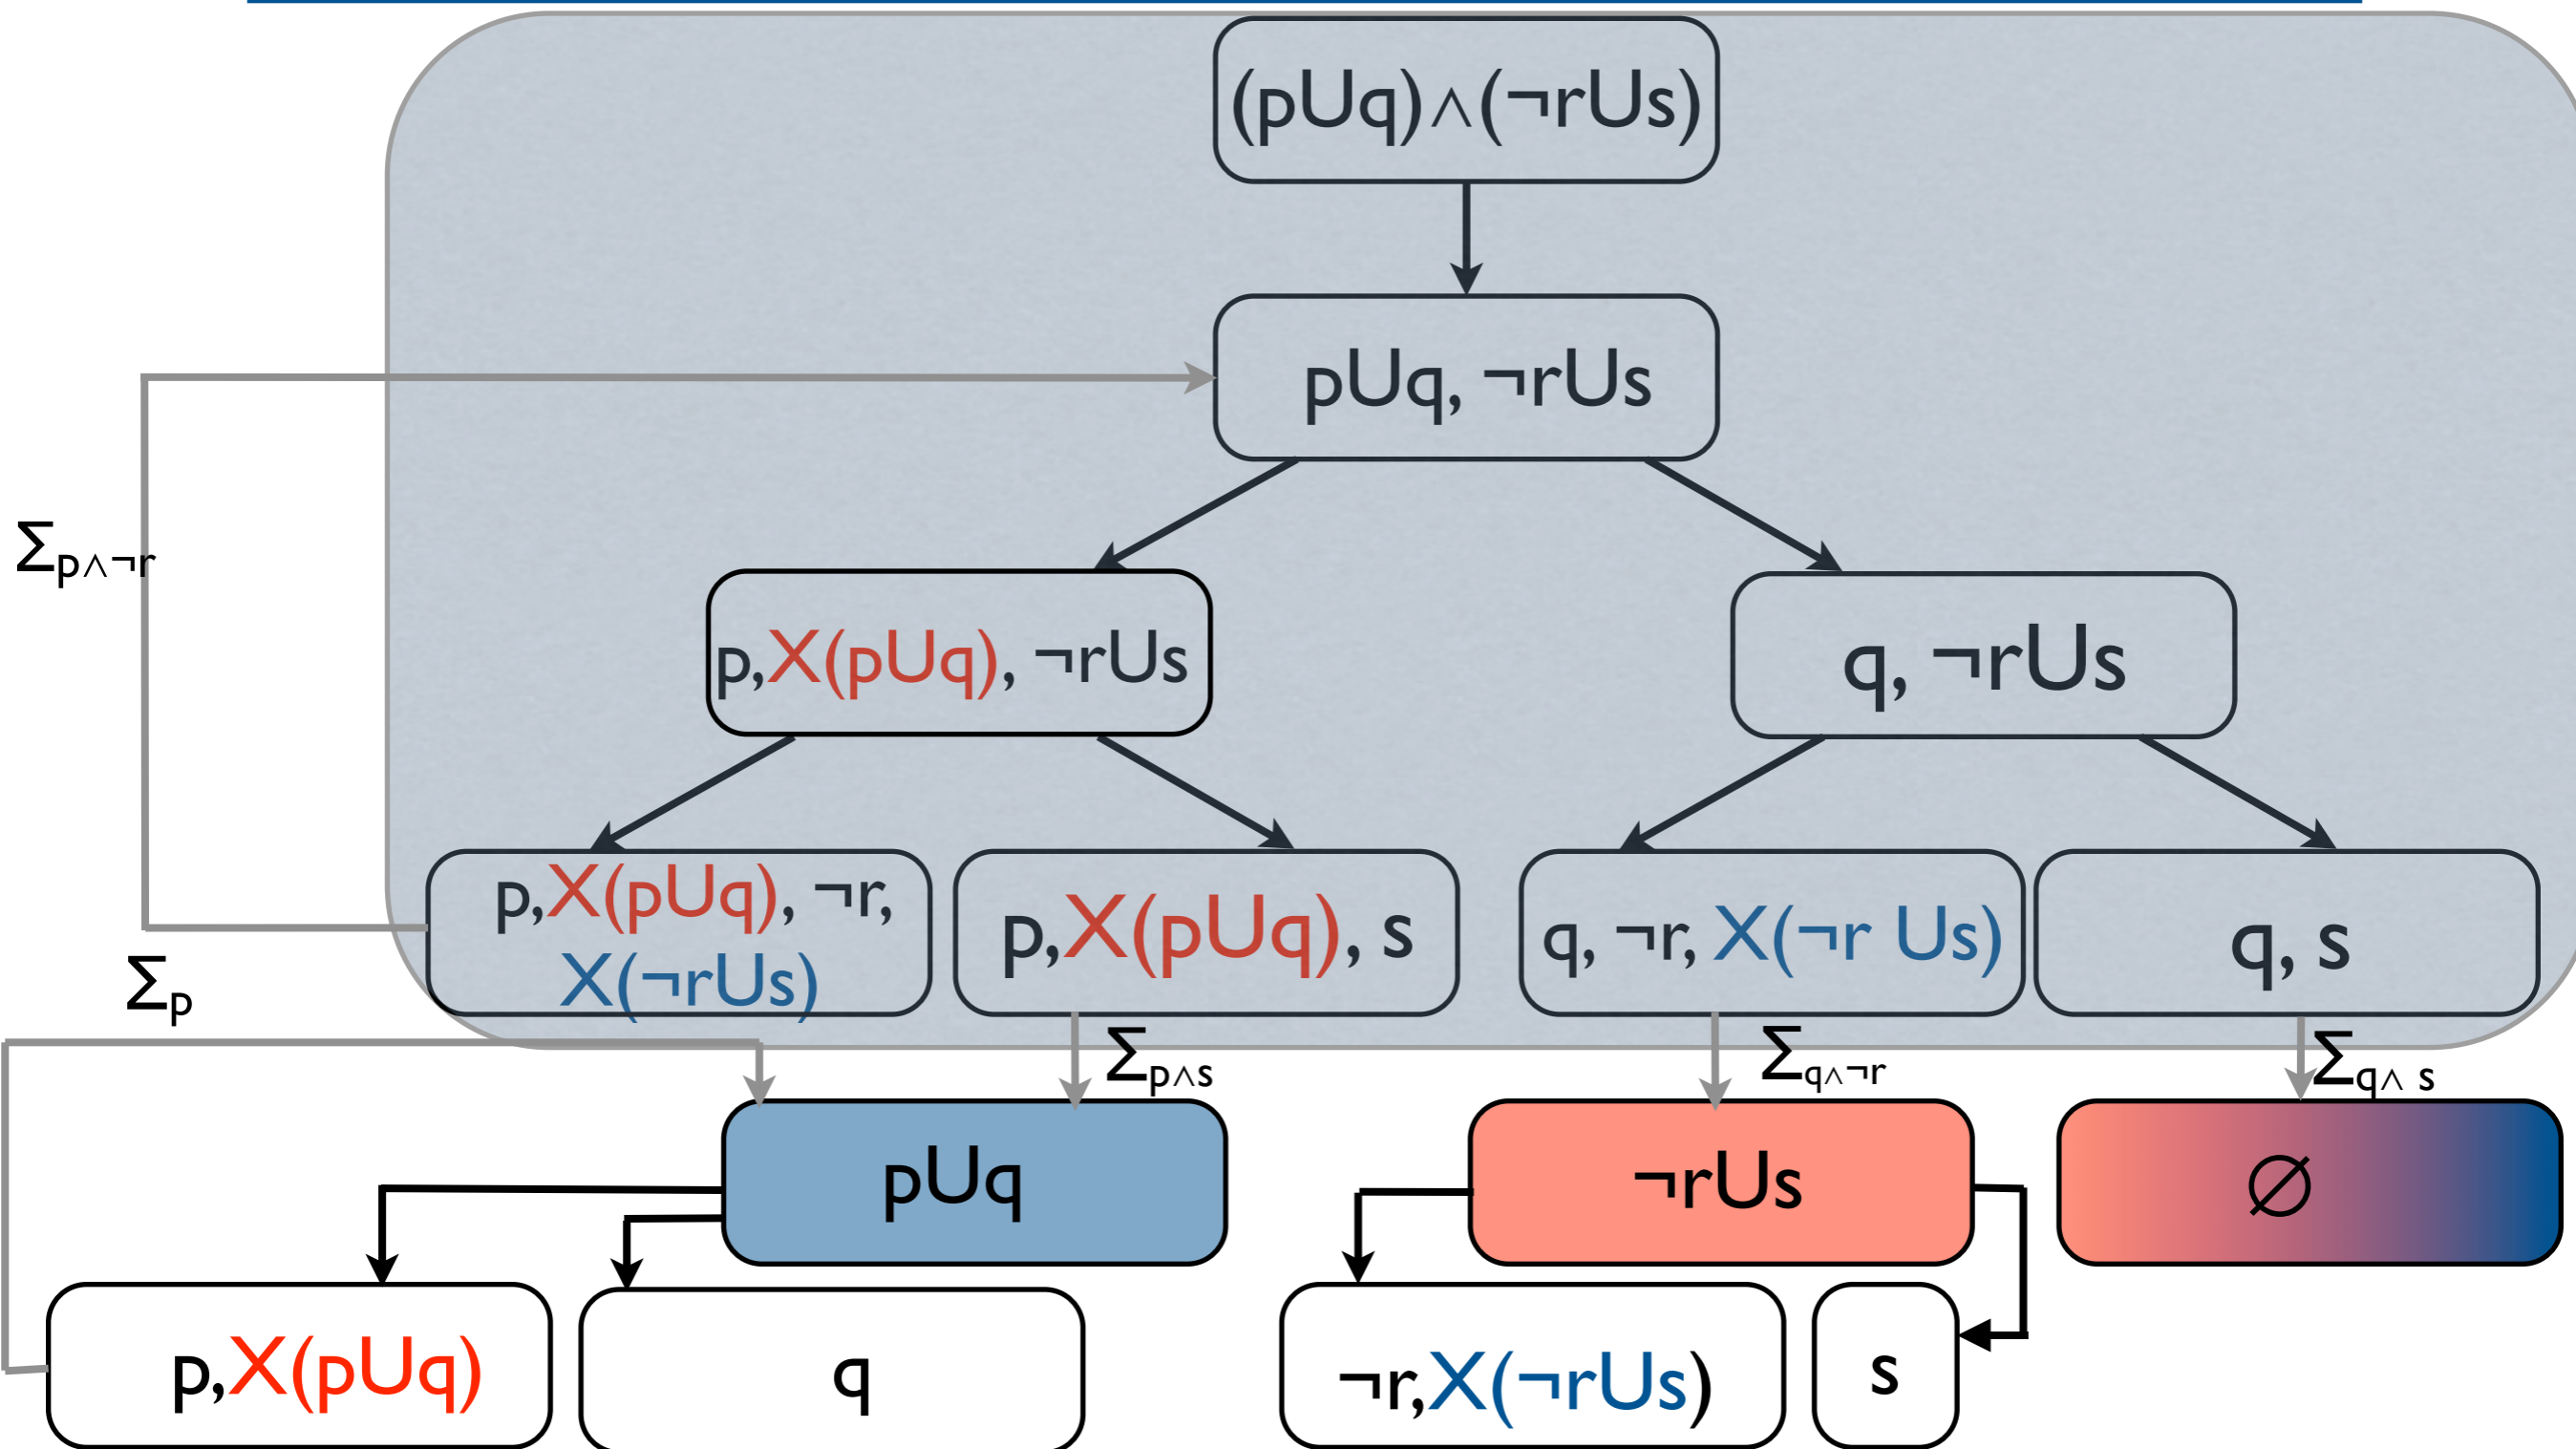 (pUq)∧(¬rUs)
pUq, ¬rUs
Σp∧¬r
p,X(pUq), ¬rUs
q, ¬rUs
p,X(pUq), ¬r,
X(¬rUs)
p,X(pUq), s
q, ¬r, X(¬r Us)
q, s
Σp
Σp∧s
Σq∧¬r
Σq∧ s
pUq
¬rUs
∅
p,X(pUq)
q
¬r,X(¬rUs)
s